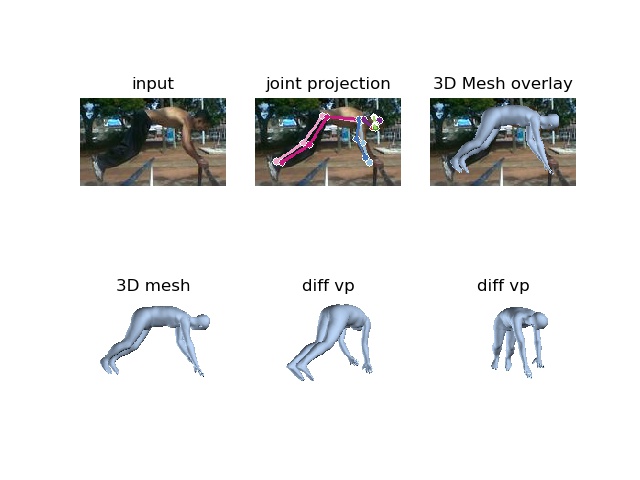 input
joint projection
3D Mesh overlay
3D mesh
diff vp
diff vp